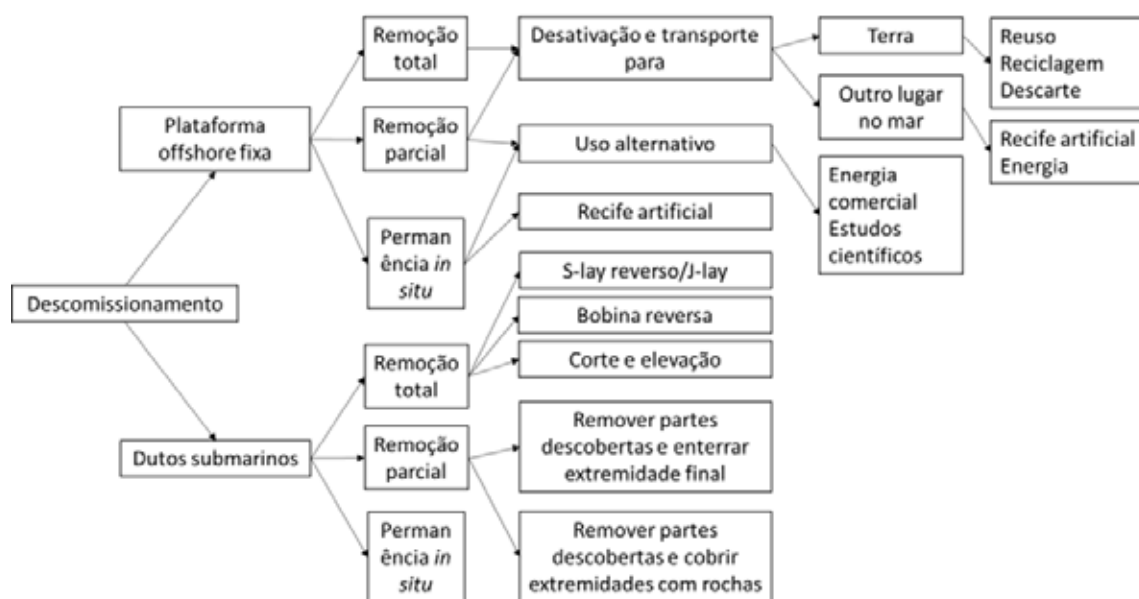 Descomissionamento
Plataforma
offshore fixa
Dutos submarinos
Remoção
total
Remoção
parcial
Perman
ência in
situ
Remoção
total
Remoção
parcial
Perman
ência in
situ
Desativação e transporte
para
Uso alternativo
Recife artificial
S-lay reverso/J-lay
Bobina reversa
Corte e elevação
Remover partes
descobertas e enterrar
extremidade final
Remover partes
descobertas e cobrir
extremidades com rochas
Terra
Outro lugar
no mar
Energia
comercial
Estudos
científicos
Reuso
Reciclagem
Descarte
Recife artificial
Energia